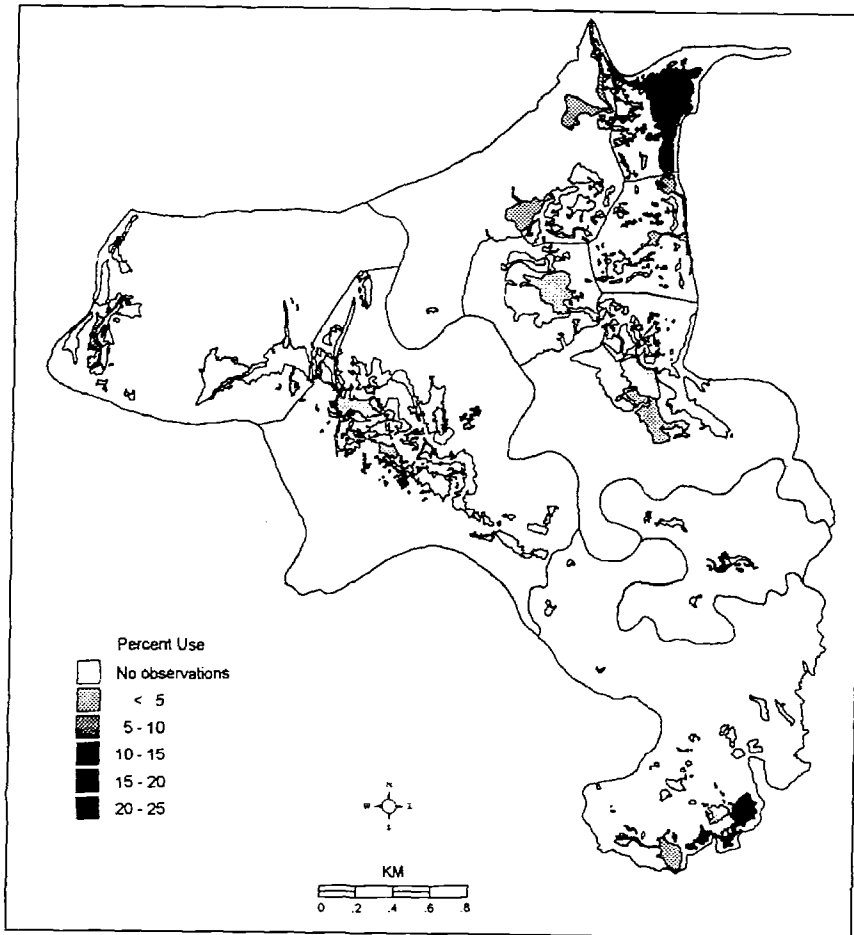 Percent Use
No observations
< 5
5 - 10
10 - 15
15 - 20
20 - 25
N
W
S
KM
0 .2 .4 .6 .8